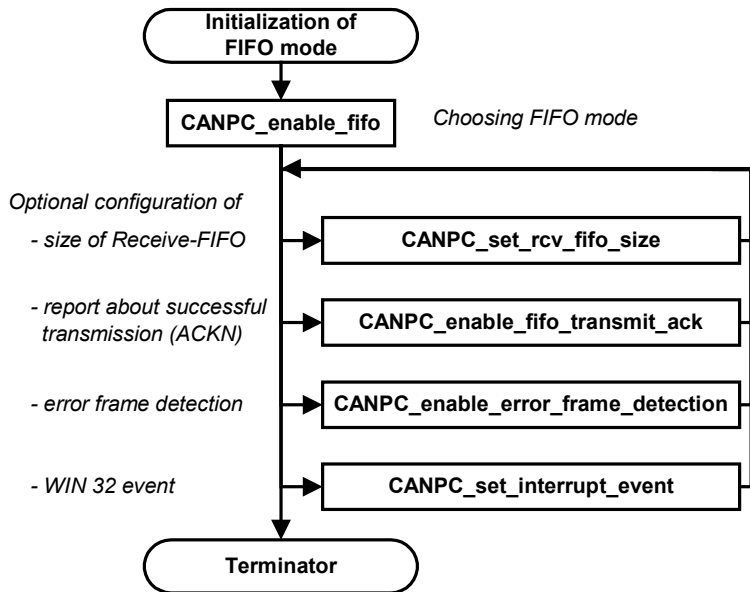 Initialization of
FIFO mode
CANPC_enable_fifo
Choosing FIFO mode
Optional configuration of
- size of Receive-FIFO
CANPC_set_rcv_fifo_size
- report about successful
transmission (ACKN)
CANPC_enable_fifo_transmit_ack
- error frame detection
CANPC_enable_error_frame_detection
- WIN 32 event
CANPC_set_interrupt_event
Terminator